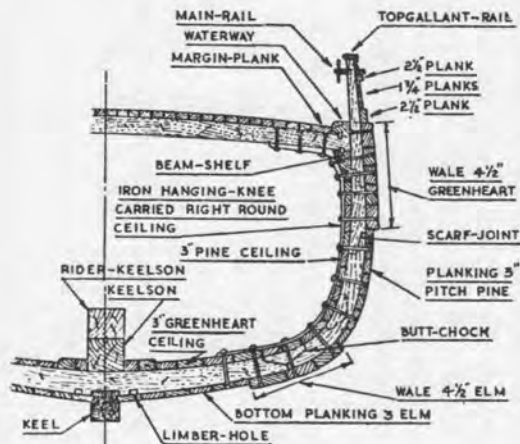 MAIN-RAIL
TOPGALLANT-RAIL
WATERWAY
MARGIN-PLANK
2½" PLANK
1¾" PLANKS
2½" PLANK
BEAM-SHELF
WALE 4½"
GREENHEART
IRON HANGING-KNEE
CARRIED RIGHT ROUND
CEILING
SCARF-JOINT
3" PINE CEILING
PLANKING 3"
PITCH PINE
RIDER-KEELSON
KEELSON
3" GREENHEART
CEILING
BUTT-CHOCK
WALE 4½" ELM
BOTTOM PLANKING 3 ELM
KEEL
LIMBER-HOLE